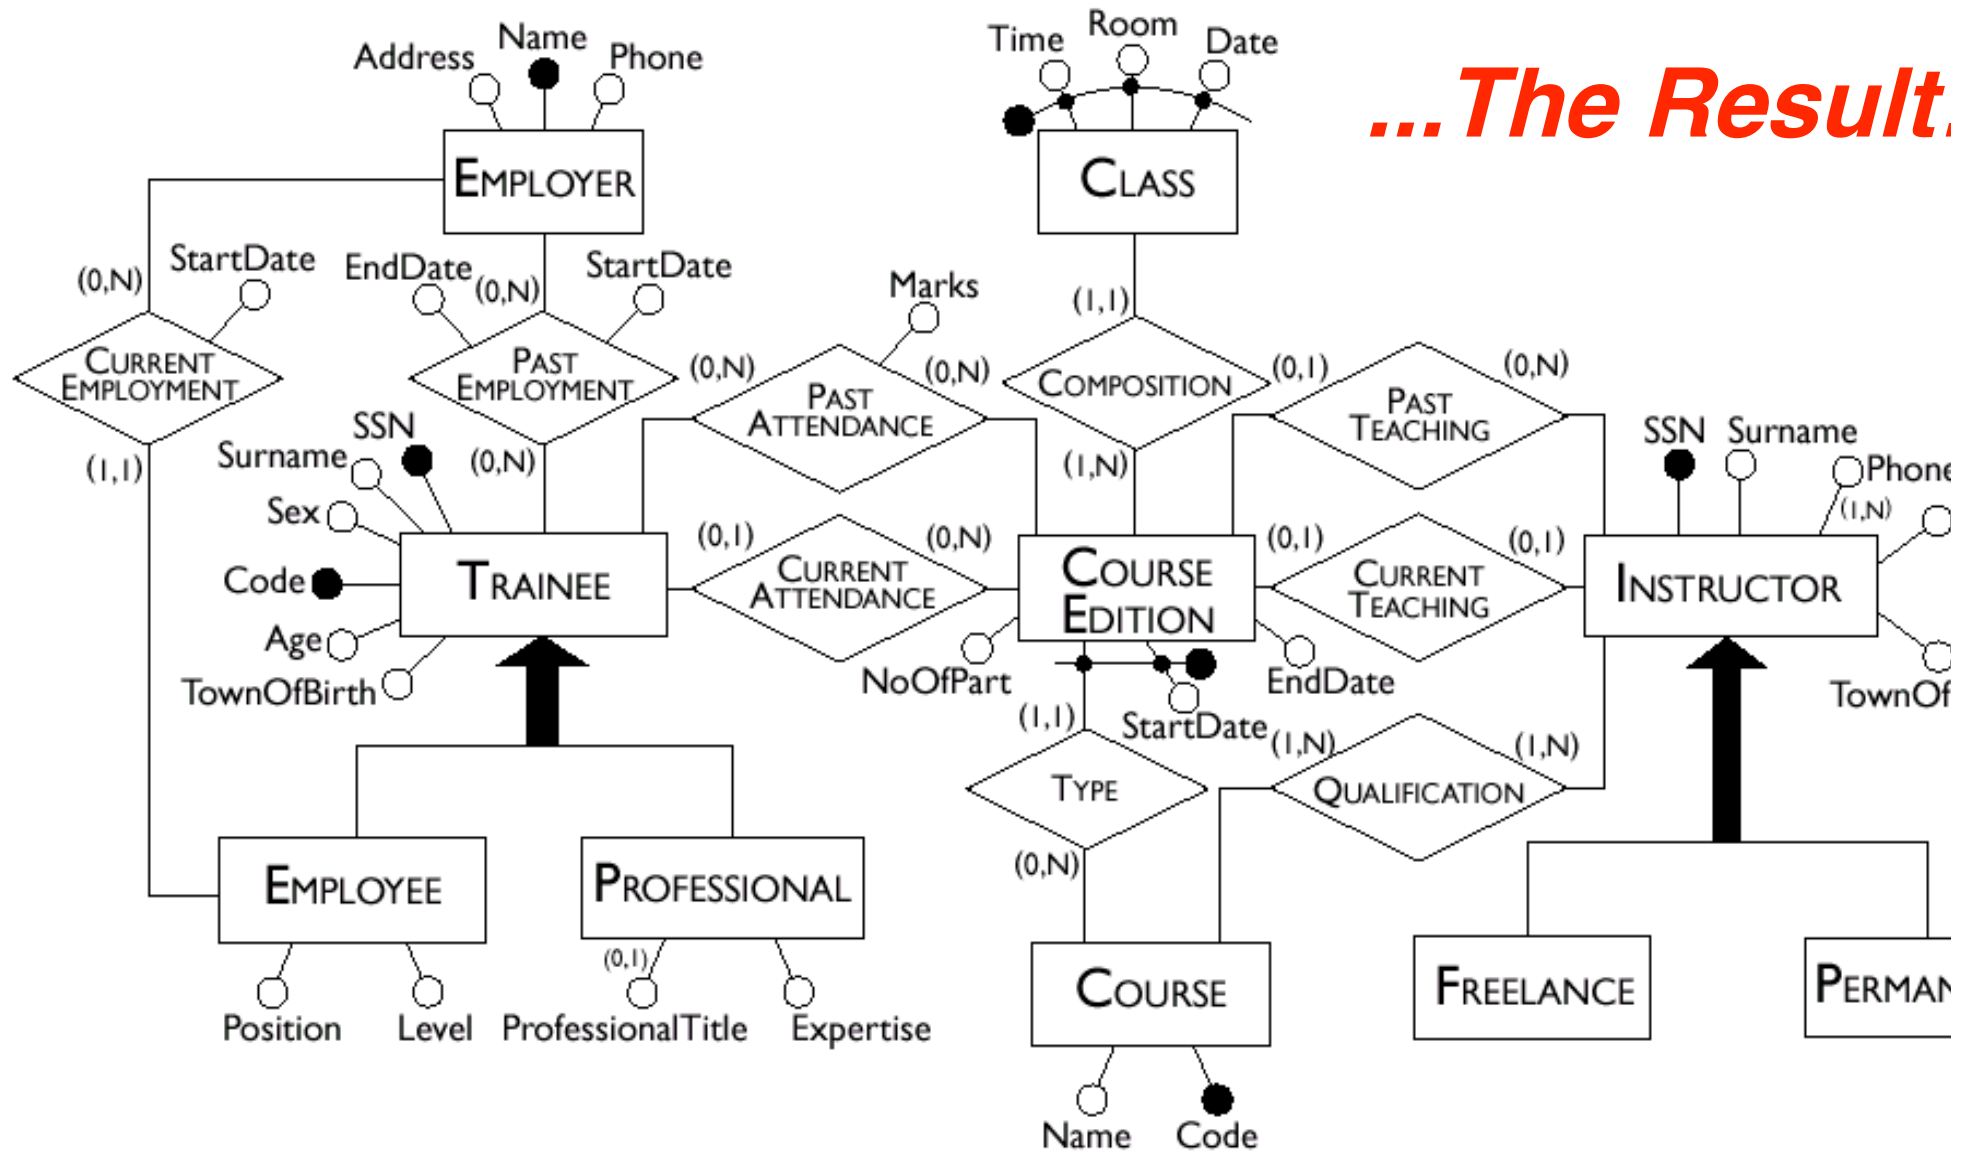 ...The Result.
Name
Address
Phone
EMPLOYER
Time
Room
Date
CLASS
(0,N)
StartDate
EndDate
(0,N)
StartDate
Marks
(1,1)
CURRENT
EMPLOYMENT
PAST
EMPLOYMENT
(0,N)
PAST
ATTENDANCE
(0,N)
COMPOSITION
(0,1)
PAST
TEACHING
(0,N)
(1,1)
(0,N)
(1,N)
SSN
Surname
Sex
Code
Age
TownOfBirth
TRAINEE
(0,1)
CURRENT
ATTENDANCE
(0,N)
COURSE
EDITION
(0,1)
CURRENT
TEACHING
(0,1)
SSN
Surname
Phone
(1,N)
INSTRUCTOR
TownOf
NoOfPart
StartDate
EndDate
(1,1)
TYPE
(0,N)
(1,N)
QUALIFICATION
(1,N)
EMPLOYEE
PROFESSIONAL
(0,1)
Position
Level
ProfessionalTitle
Expertise
COURSE
Name
Code
FREELANCE
PERMAN